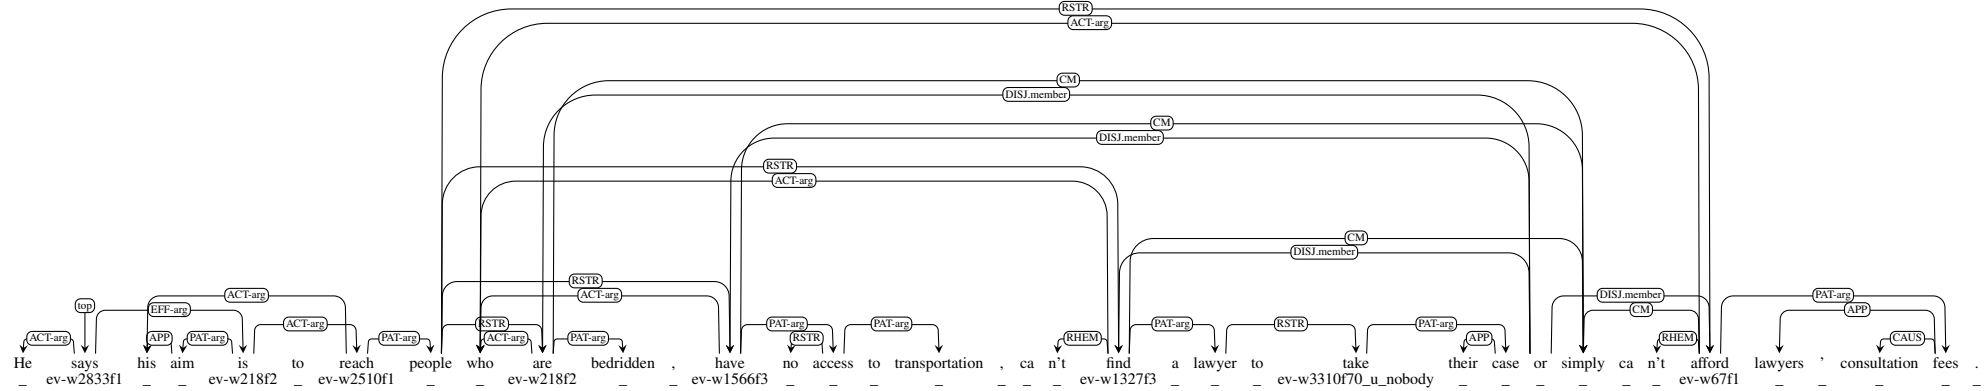 RSTR
ACT-arg
CM
DISJ.member
CM
DISJ.member
RSTR
ACT-arg
CM
DISJ.member
RSTR
top ACT-arg ACT-arg DISJ.member PAT-arg
EFF-arg CM APP
ACT-arg RSTR PAT-arg PAT-arg PAT-arg RSTR PAT-arg
ACT-arg APP PAT-arg PAT-arg ACT-arg PAT-arg RSTR RHEM APP RHEM CAUS
He says his aim is to reach people who are bedridden , have no access to transportation , ca n't find a lawyer to take their case or simply ca n't afford lawyers ' consultation fees .
_ ev-w2833f1 _ _ ev-w218f2 _ ev-w2510f1 _ _ ev-w218f2 _ _ ev-w1566f3 _ _ _ _ _ _ _ ev-w1327f3 _ _ _ ev-w3310f70_u_nobody _ _ _ _ _ _ ev-w67f1 _ _ _ _ _